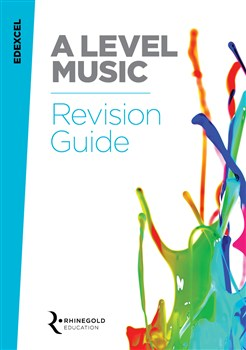 EDEXCEL
A LEVEL
MUSIC
Revision
Guide
R
RHINEGOLD
EDUCATION